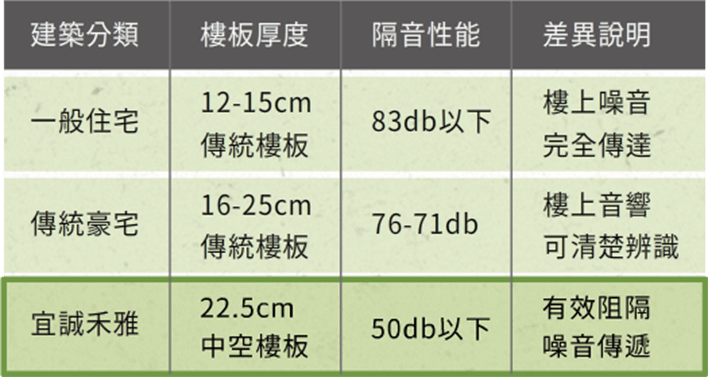 建築分類 樓板厚度 隔音性能 差異說明
一般住宅 12-15cm 傳統樓板 83db以下 樓上噪音 完全傳達
傳統豪宅 16-25cm 傳統樓板 76-71db 樓上音響 可清楚辨識
宜誠禾雅 22.5cm 中空樓板 50db以下 有效阻隔 噪音傳遞